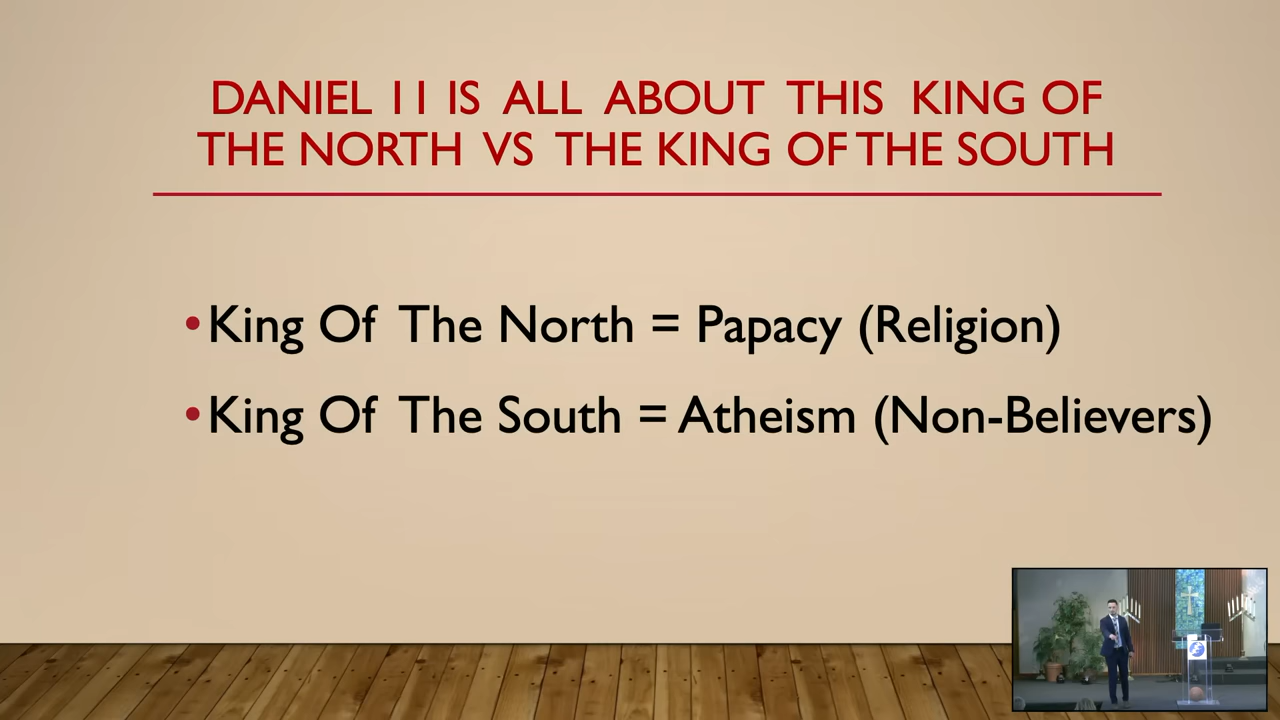 DANIEL 11 IS ALL ABOUT THIS KING OF
THE NORTH VS THE KING OF THE SOUTH
•King Of The North = Papacy (Religion)
•King Of The South = Atheism (Non-Believers)